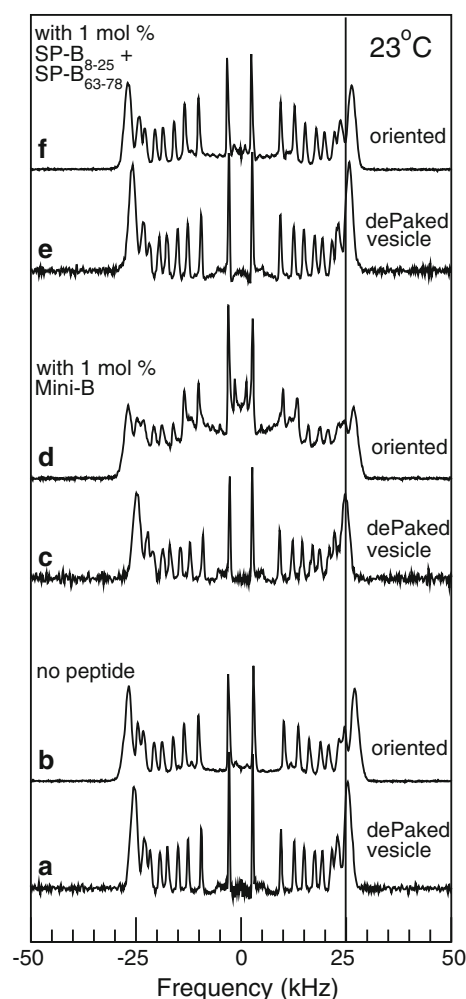 with 1 mol %
SP-B8-25 +
SP-B63-78
23°C
f
oriented
e
dePaked
vesicle
with 1 mol %
Mini-B
d
oriented
c
dePaked
vesicle
no peptide
b
oriented
a
dePaked
vesicle
-50 -25 0 25 50
Frequency (kHz)